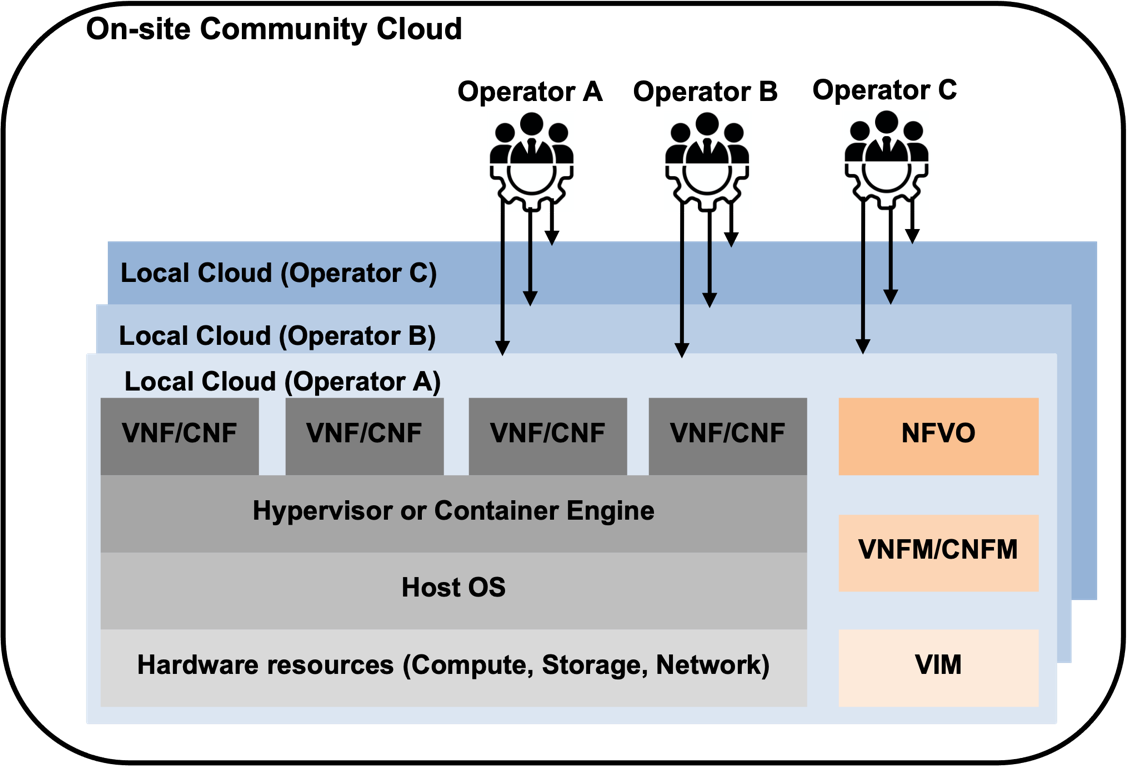 On-site Community Cloud
Operator A
Operator B
Operator C
Local Cloud (Operator C)
Local Cloud (Operator B)
Local Cloud (Operator A)
VNF/CNF
VNF/CNF
VNF/CNF
VNF/CNF
NFVO
Hypervisor or Container Engine
VNFM/CNFM
Host OS
Hardware resources (Compute, Storage, Network)
VIM